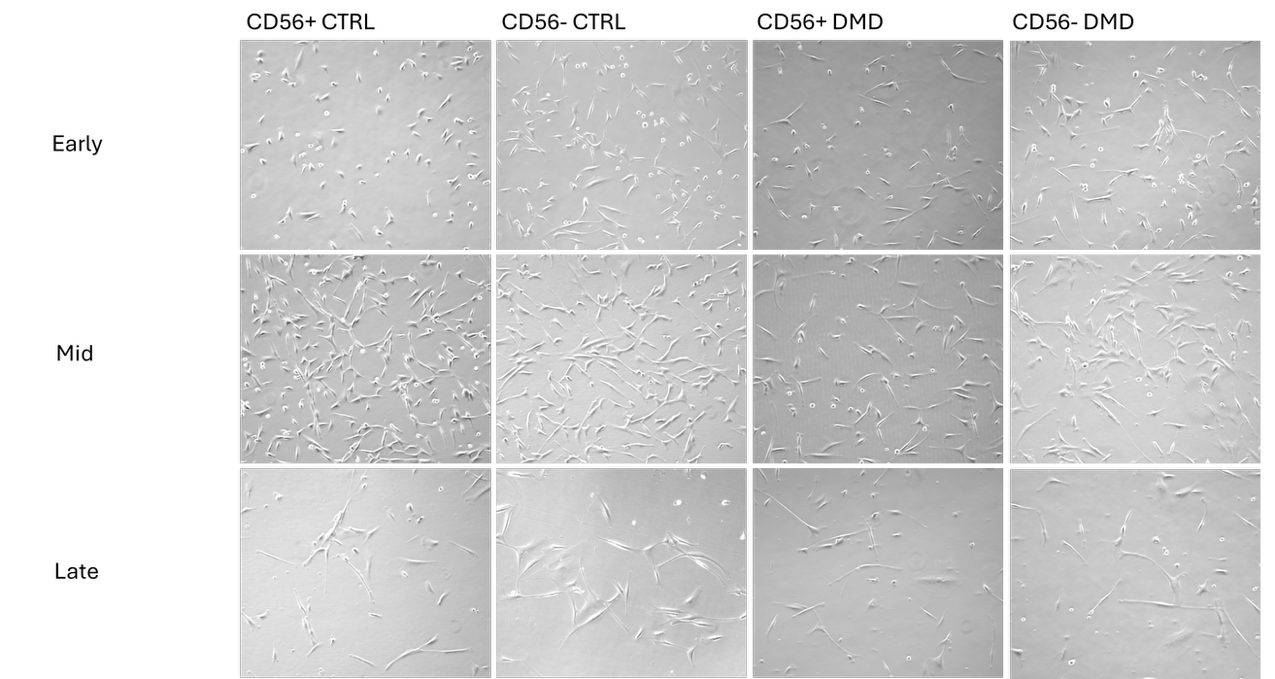 CD56+ CTRL CD56- CTRL CD56+ DMD CD56- DMD
Early
Mid
Late